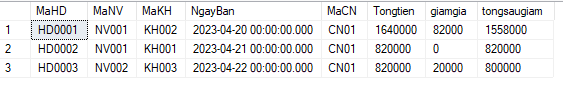 MaHD MaNV MaKH NgayBan MaCN Tongtien giamgia tongsaugiam
1 HD0001 NV001 KH002 2023-04-20 00:00:00.000 CN01 1640000 82000 1558000
2 HD0002 NV001 KH001 2023-04-21 00:00:00.000 CN01 820000 0 820000
3 HD0003 NV002 KH003 2023-04-22 00:00:00.000 CN01 820000 20000 800000